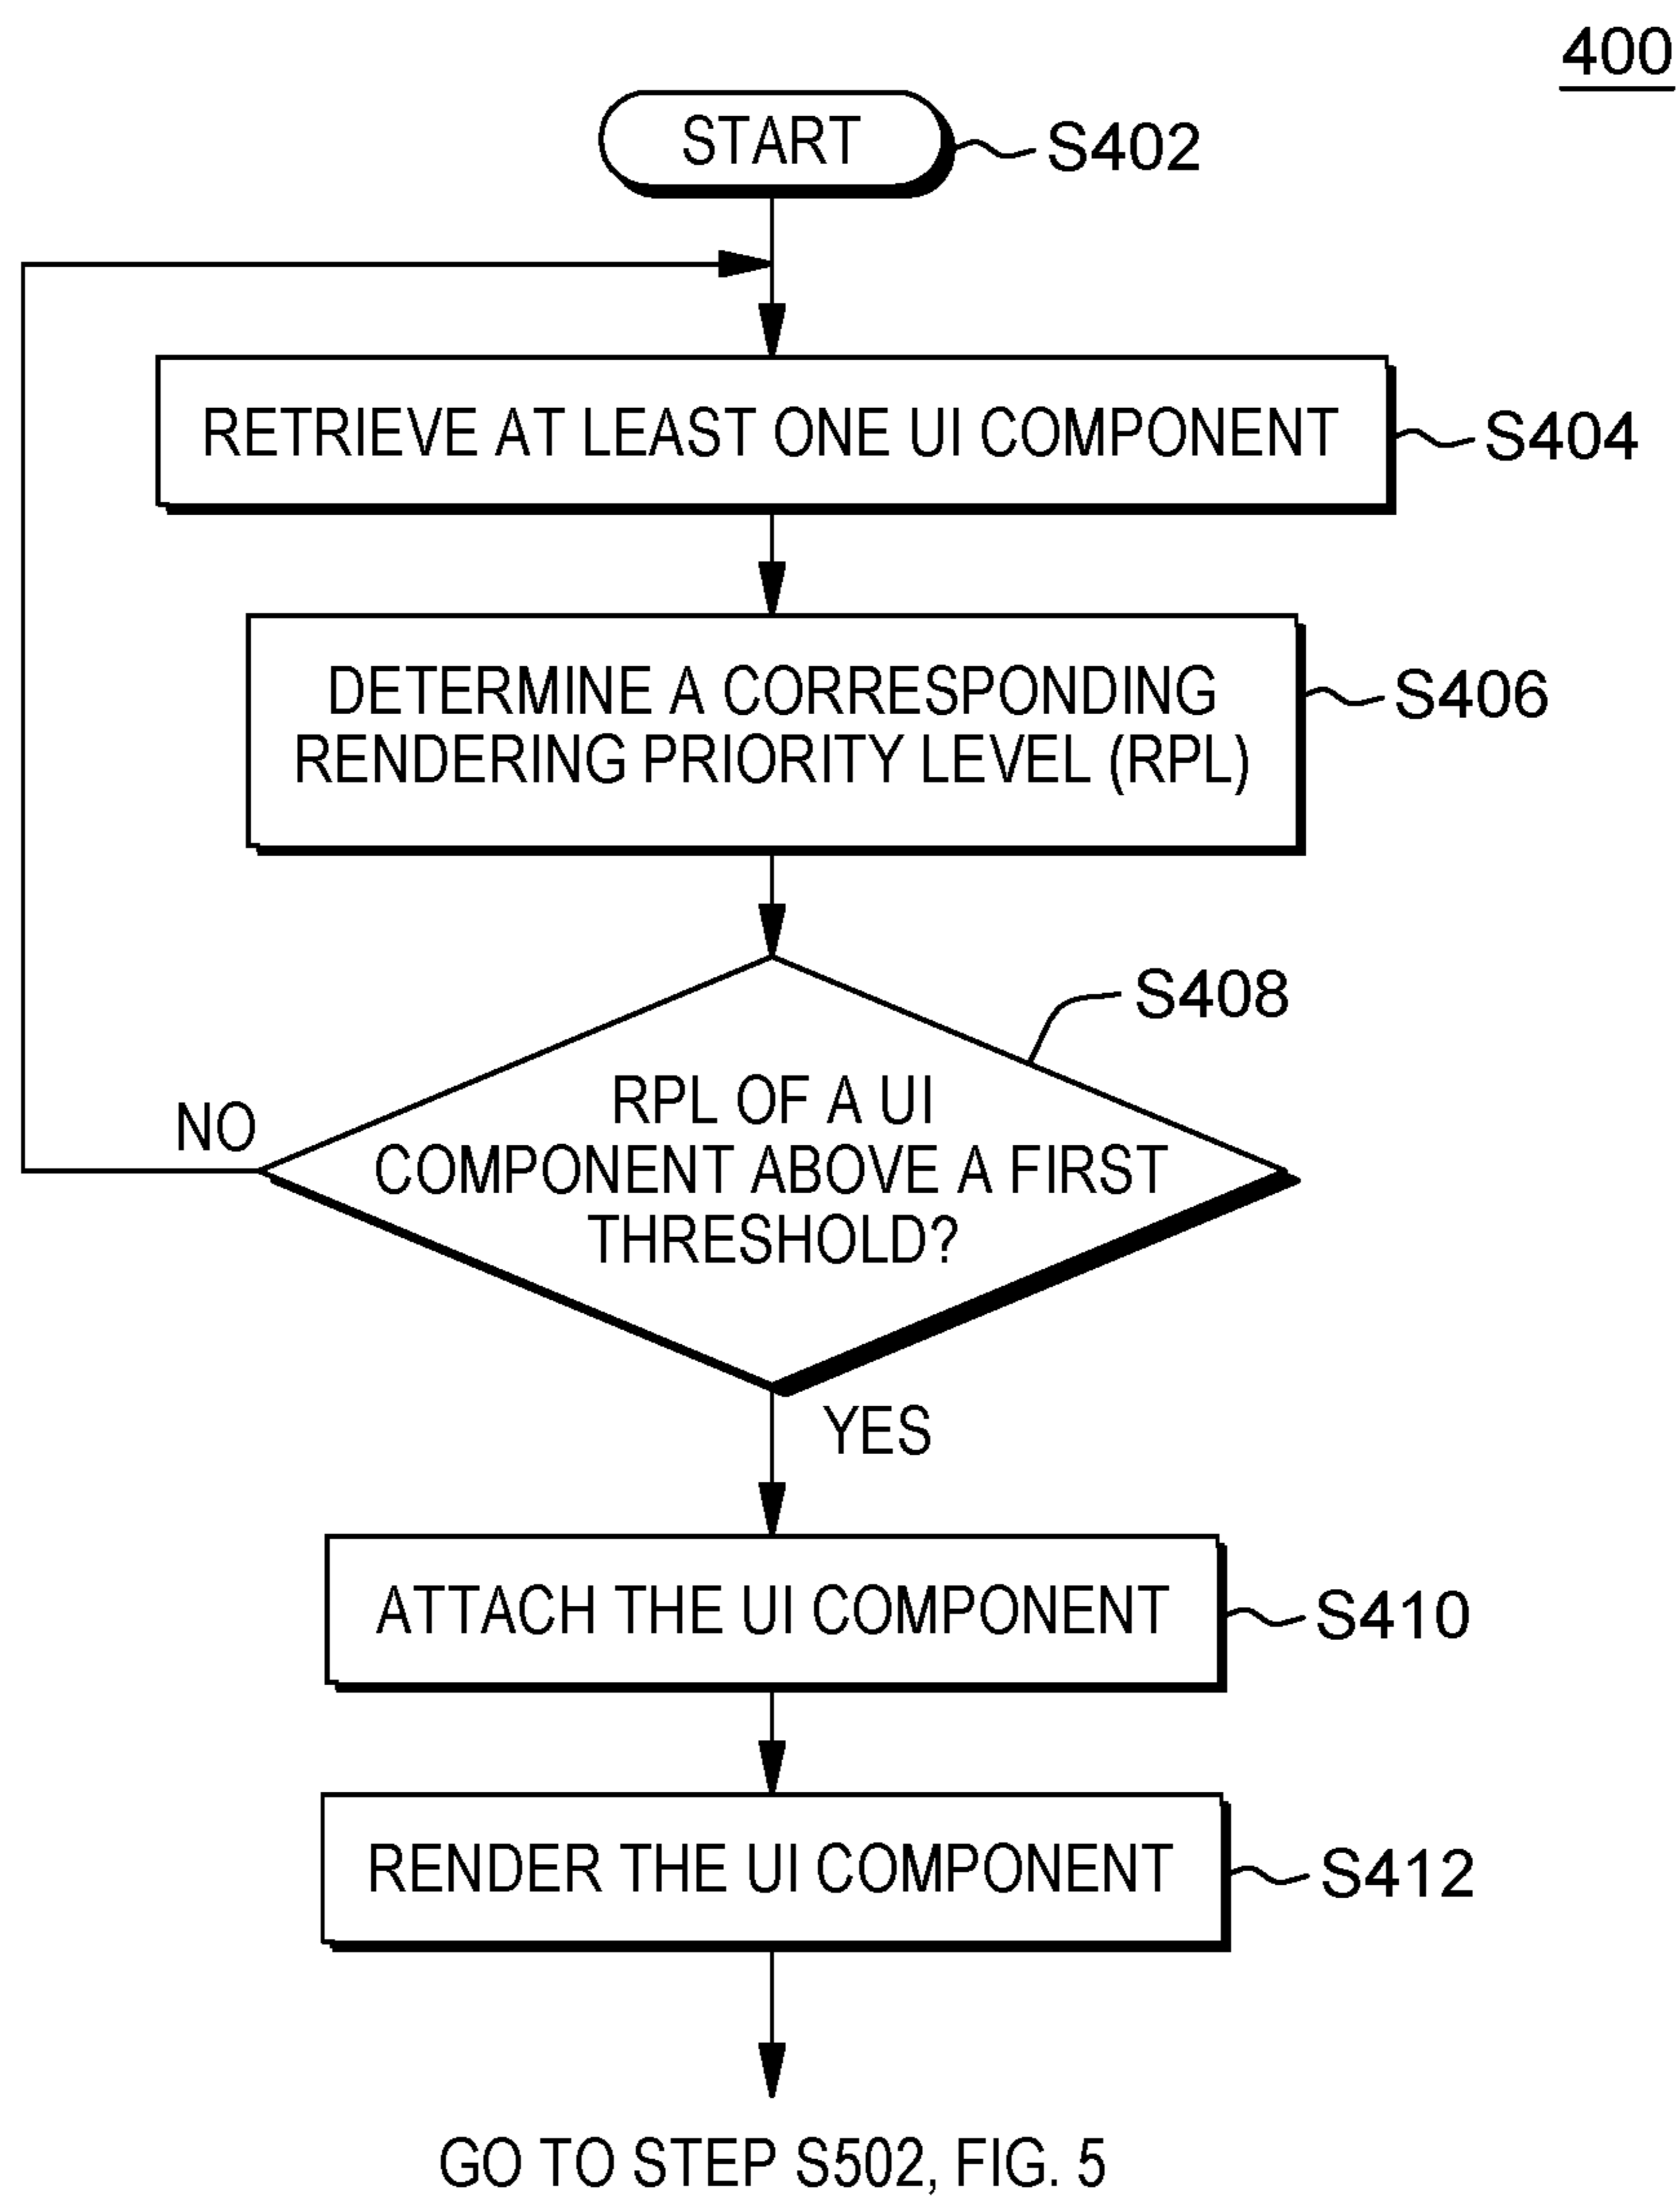 400
START
S402
RETRIEVE AT LEAST ONE UI COMPONENT
S404
DETERMINE A CORRESPONDING
RENDERING PRIORITY LEVEL (RPL)
S406
S408
RPL OF A UI
COMPONENT ABOVE A FIRST
THRESHOLD?
NO
YES
ATTACH THE UI COMPONENT
S410
RENDER THE UI COMPONENT
S412
GO TO STEP S502, FIG. 5